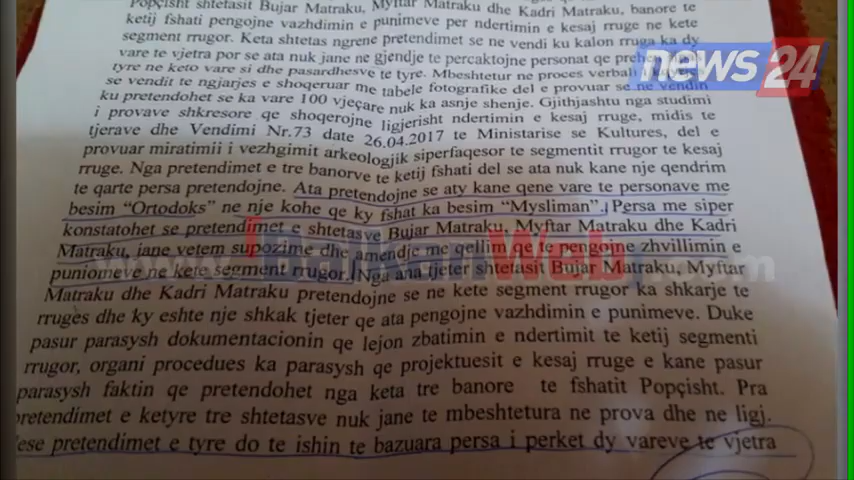 Popçisht shtetasit Bujar Matraku, Myftar Matraku dhe Kadri Matraku, banore te
ketij fshati pengojne vazhdimin e punimeve per ndertimin e kesaj rruge ne kete
segment rrugor. Keta shtetas ngrene pretendimet se ne vendi ku kalon rruga ka dy
vare te vjetra por se ata nuk jane ne gjendje te percaktojne personat qe
tyre ne keto vare si dhe pasardhesve te tyre. Mbeshtetur ne proces verbali
se vendit te ngjarjes e shoqeruar me tabele fotografike del e provuar se ne vendin
ku pretendohet se ka vare 100 vjeçare nuk ka asnje shenje. Gjithjashtu nga studimi
i provave shkresore qe shoqerojne ligjerisht ndertimin e kesaj rruge, midis te
tjerave dhe Vendimi Nr.73 date 26.04.2017 te Ministarise se Kultures, del e
provuar miratimii i vezhgimit arkeologjik siperfaqesor te segmentit rrugor te kesaj
rruge. Nga pretendimet e tre banorve te ketij fshati del se ata nuk kane nje qendrim
te qarte persa pretendojne. Ata pretendojne se aty kane qene vare te personave me
besim “Ortodoks” ne nje kohe qe ky fshat ka besim “Mysliman”. Persa me siper
konstatohet se pretendimet e shtetasve Bujar Matraku, Myftar Matraku dhe Kadri
Matraku, jane vetem supozime dhe amendje me qellim qe te pengojne zhvillimin e
puniomeve ne kete segment rrugor. Nga ana tjeter shtetasit Bujar Matraku, Myftar
Matraku dhe Kadri Matraku pretendojne se ne kete segment rrugor ka shkarje te
rruges dhe ky eshte nje shkak tjeter qe ata pengojne vazhdimin e punimeve. Duke
pasur parasysh dokumentacionin qe lejon zbatimin e ndertimit te ketij segmenti
rrugor, organi procedues ka parasysh qe projektuesit e kesaj rruge e kane pasur
parasysh faktin qe pretendohet nga keta tre banore te fshatit Popçisht. Pra
pretendimet e ketyre tre shtetasve nuk jane te mbeshtetura ne prova dhe ne ligj.
ese pretendimet e tyre do te ishin te bazuara persa i perket dy vareve te vjetra
news 24
www.BalkanWeb.com